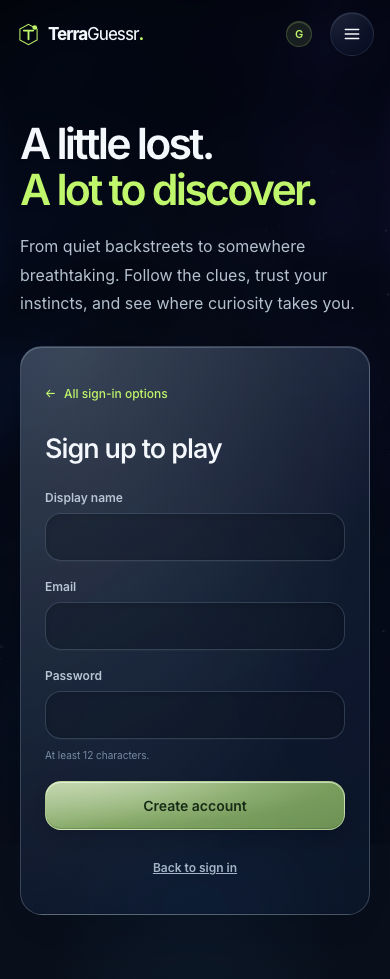 TerraGuessr.
G
A little lost.
A lot to discover.
From quiet backstreets to somewhere
breathtaking. Follow the clues, trust your
instincts, and see where curiosity takes you.
← All sign-in options
Sign up to play
Display name
Email
Password
At least 12 characters.
Create account
Back to sign in